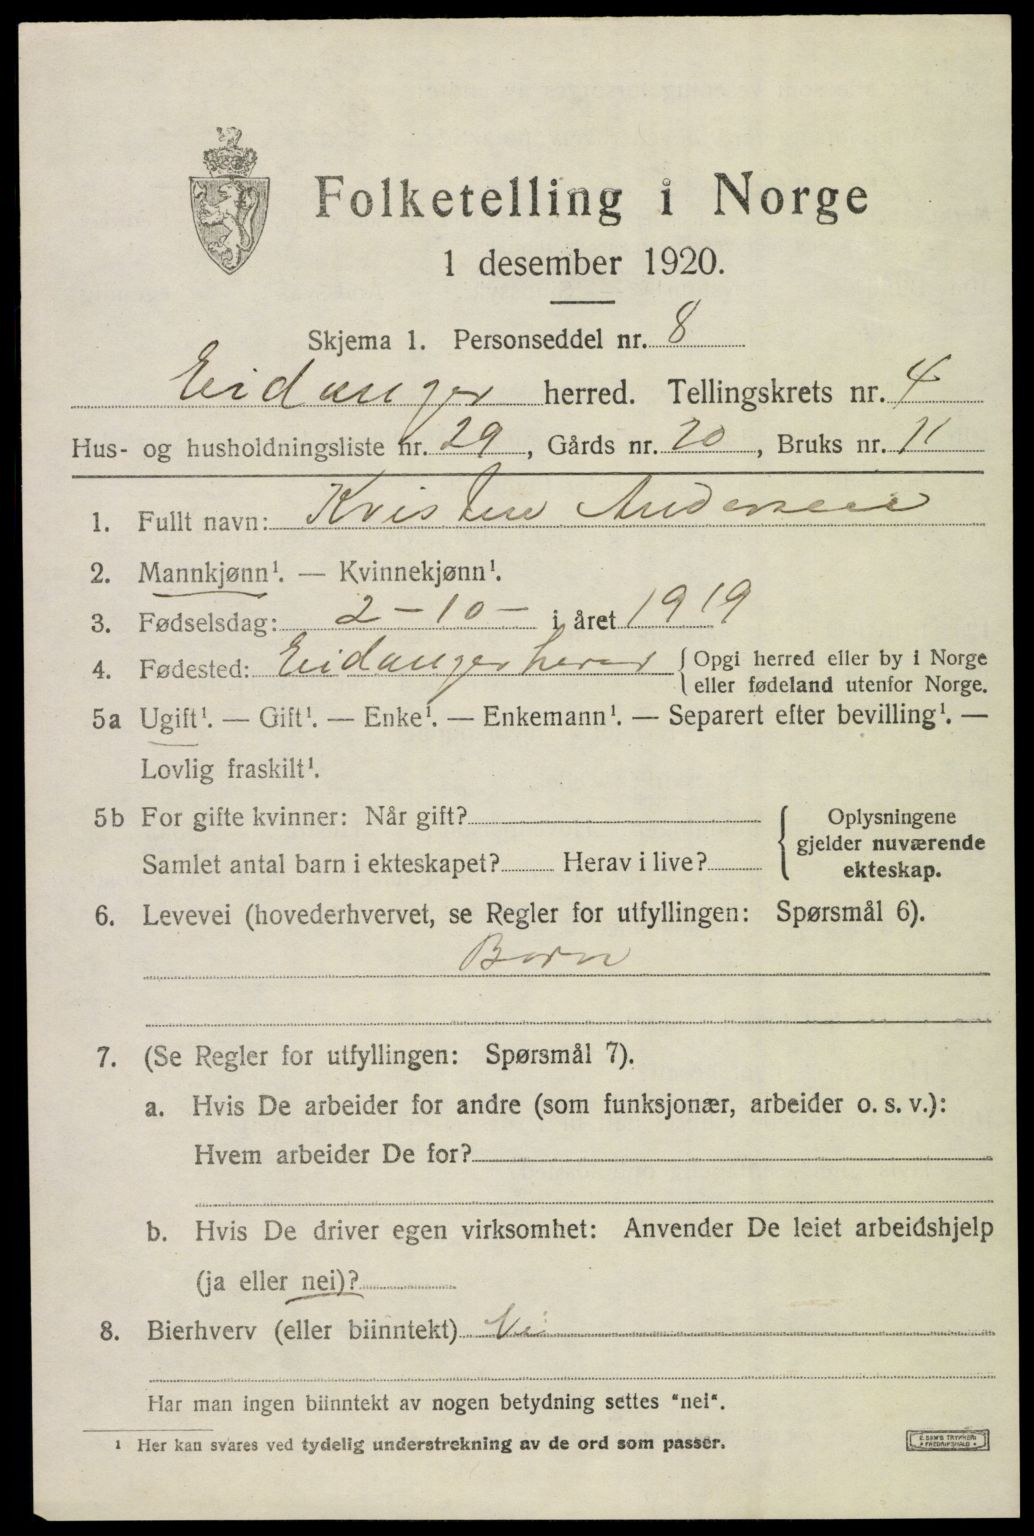 Folketelling i Norge
1 desember 1920.
Skjema 1. Personseddel nr. 8
Eidanger herred. Tellingskrets nr. 4
Hus- og husholdningsliste nr. 29, Gårds nr. 20, Bruks nr. 11
1. Fullt navn: Kristen Andersen
2. Mannkjønn¹. — Kvinnekjønn¹.
3. Fødselsdag: 2-10- i året 1919
4. Fødested: Eidanger herred {Opgi herred eller by i Norge
eller fødeland utenfor Norge.
5a Ugift¹. — Gift¹. — Enke¹. — Enkemann¹. — Separert efter bevilling¹. —
Lovlig fraskilt¹.
5b For gifte kvinner: Når gift?
Samlet antal barn i ekteskapet? Herav i live?
Oplysningene
gjelder nuværende
ekteskap.
6. Levevei (hovederhvervet, se Regler for utfyllingen: Spørsmål 6).
Barn
7. (Se Regler for utfyllingen: Spørsmål 7).
a. Hvis De arbeider for andre (som funksjonær, arbeider o. s. v.):
Hvem arbeider De for?
b. Hvis De driver egen virksomhet: Anvender De leiet arbeidshjelp
(ja eller nei)?
8. Bierhverv (eller biinntekt) Nei
Har man ingen biinntekt av nogen betydning settes "nei".
¹ Her kan svares ved tydelig understrekning av de ord som passer.